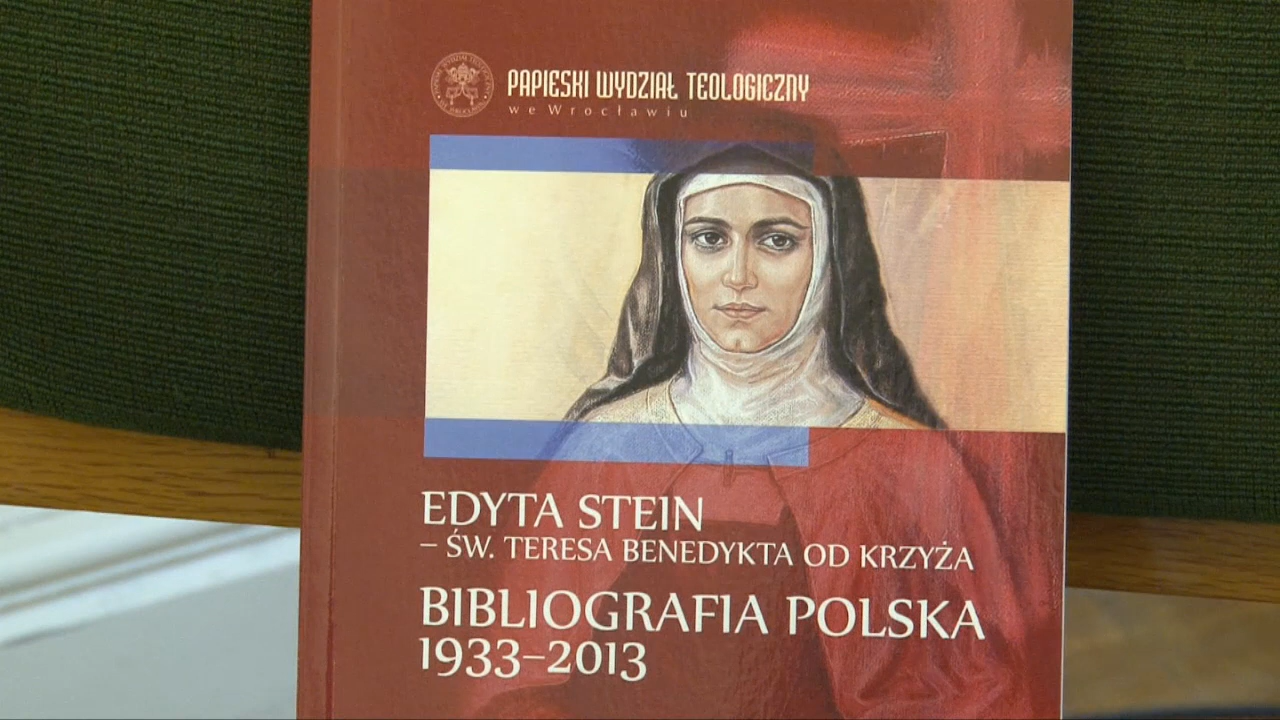 PAPIESKI WYDZIAŁ TEOLOGICZNY
we Wrocławiu
EDYTA STEIN
– ŚW. TERESA BENEDYKTA OD KRZYŻA
BIBLIOGRAFIA POLSKA
1933–2013